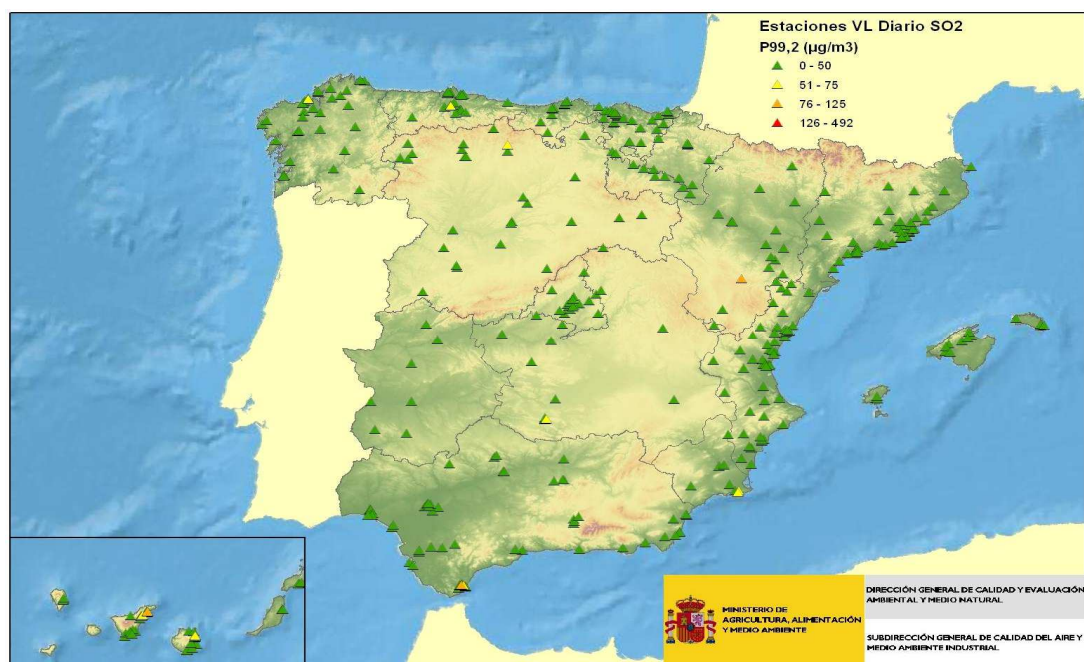 Estaciones VL Diario SO2
P99,2 (µg/m3)
0 - 50
51 - 75
76 - 125
126 - 492
MINISTERIO DE
AGRICULTURA, ALIMENTACIÓN
Y MEDIO AMBIENTE
DIRECCIÓN GENERAL DE CALIDAD Y EVALUACIÓN
AMBIENTAL Y MEDIO NATURAL
SUBDIRECCIÓN GENERAL DE CALIDAD DEL AIRE Y
MEDIO AMBIENTE INDUSTRIAL